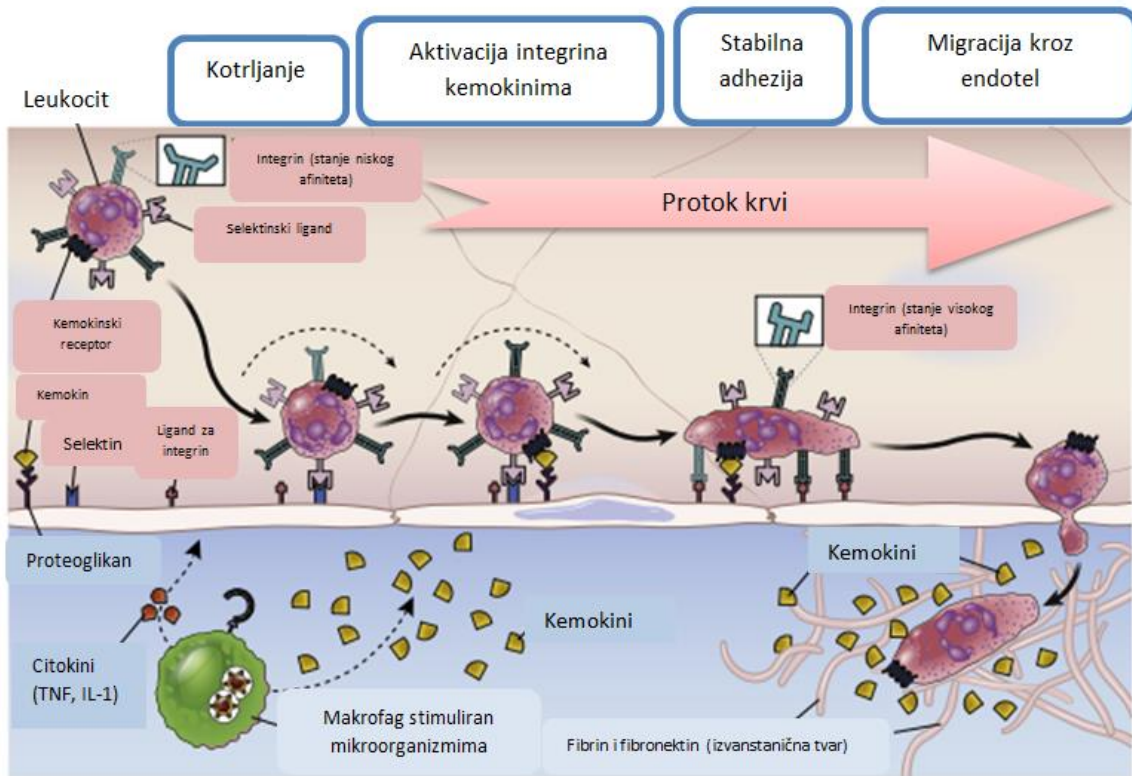 Kotrljanje
Aktivacija integrina
kemokinima
Stabilna
adhezija
Migracija kroz
endotel
Leukocit
Integrin (stanje niskog
afiniteta)
Selektinski ligand
Protok krvi
Kemokinski
receptor
Integrin (stanje visokog
afiniteta)
Kemokin
Selektin
Ligand za
integrin
Proteoglikan
Kemokini
Kemokini
Citokini
(TNF, IL-1)
Makrofag stimuliran
mikroorganizmima
Fibrin i fibronektin (izvanstanična tvar)